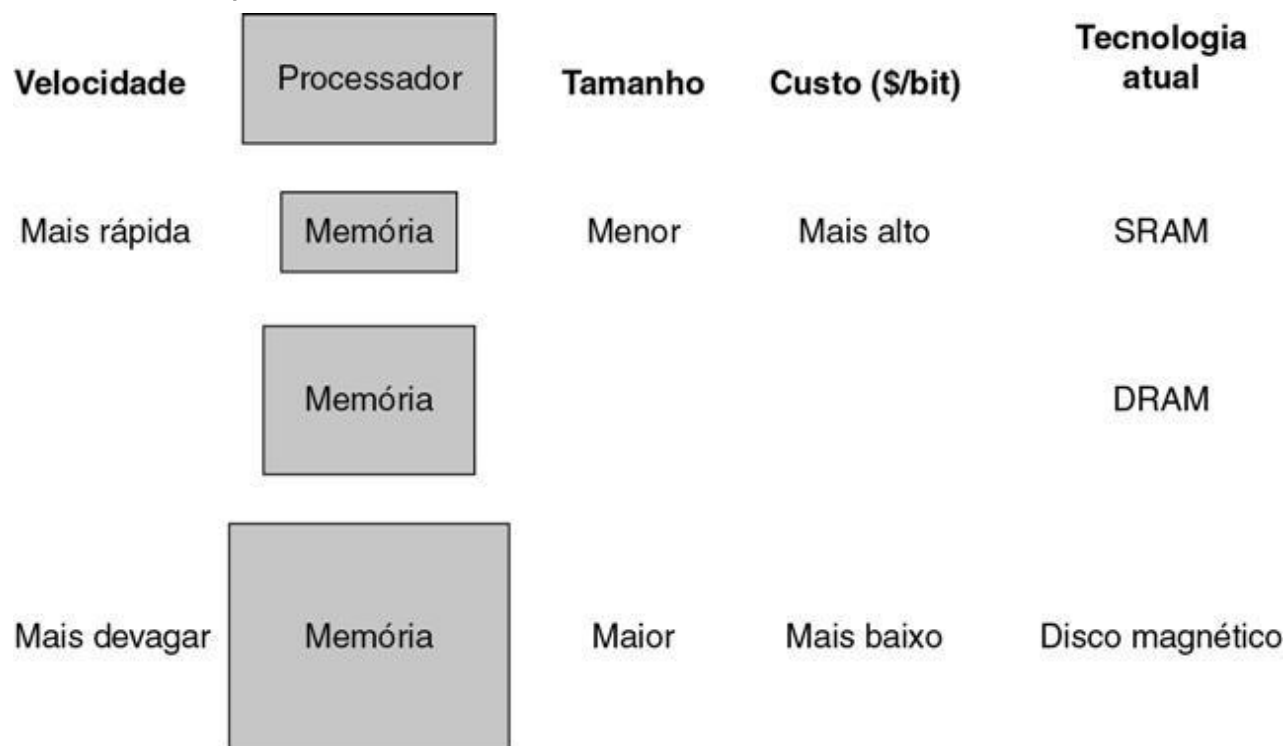 Velocidade Processador Tamanho Custo ($/bit) Tecnologia
atual
Mais rápida Memória Menor Mais alto SRAM
Memória DRAM
Mais devagar Memória Maior Mais baixo Disco magnético